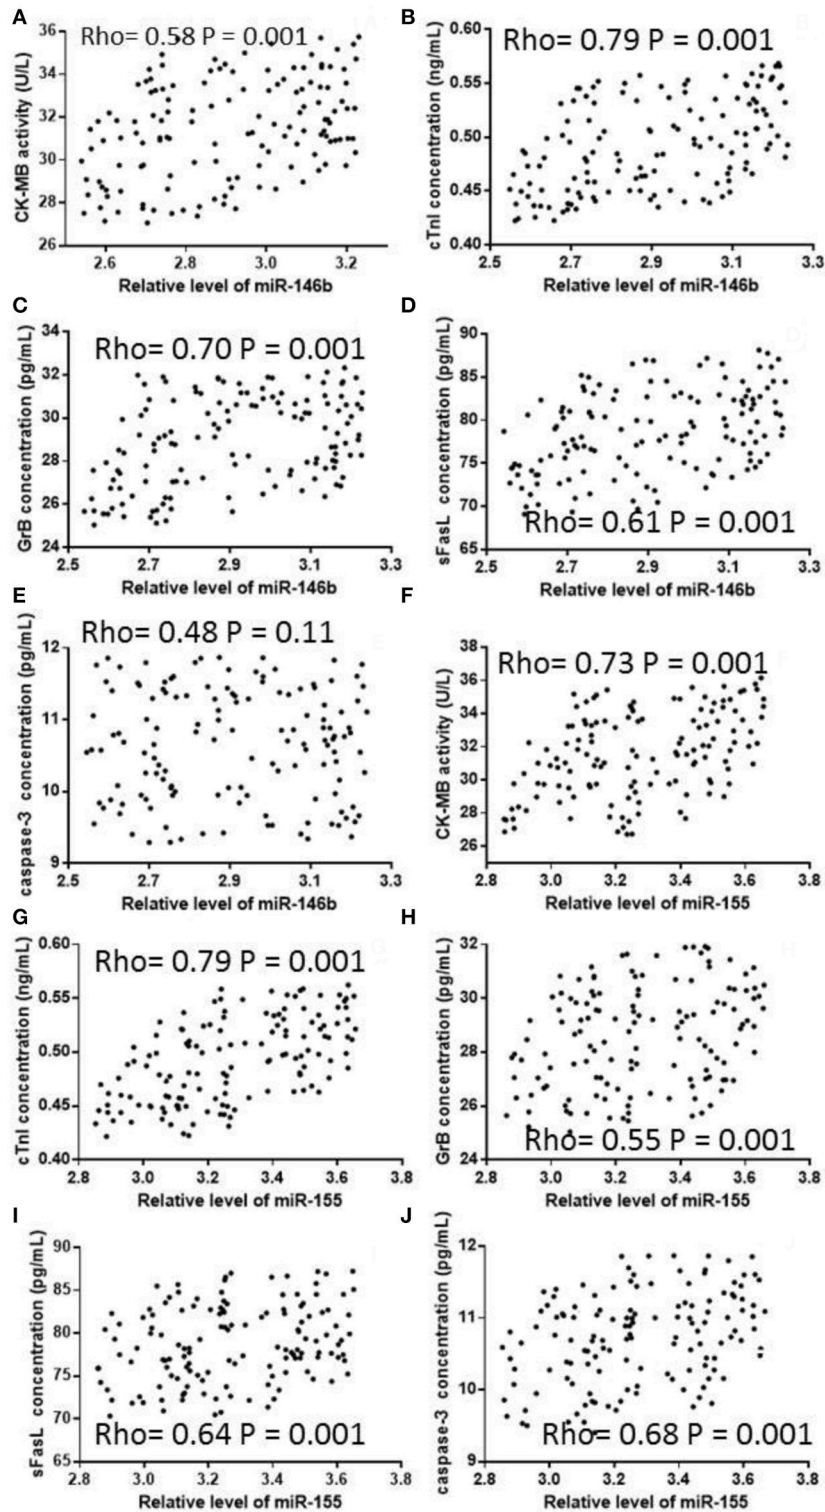 A
Rho= 0.58 P = 0.001
CK-MB activity (U/L)
36
34
32
30
28
26
2.6 2.8 3.0 3.2
Relative level of miR-146b
B
Rho= 0.79 P = 0.001
cTnI concentration (ng/mL)
0.60
0.55
0.50
0.45
0.40
2.5 2.7 2.9 3.1 3.3
Relative level of miR-146b
C
Rho= 0.70 P = 0.001
GrB concentration (pg/mL)
34
32
30
28
26
24
2.5 2.7 2.9 3.1 3.3
Relative level of miR-146b
D
Rho= 0.61 P = 0.001
sFasL concentration (pg/mL)
90
85
80
75
70
65
2.5 2.7 2.9 3.1 3.3
Relative level of miR-146b
E
Rho= 0.48 P = 0.11
caspase-3 concentration (pg/mL)
12
11
10
9
2.5 2.7 2.9 3.1 3.3
Relative level of miR-146b
F
Rho= 0.73 P = 0.001
CK-MB activity (U/L)
38
36
34
32
30
28
26
2.8 3.0 3.2 3.4 3.6 3.8
Relative level of miR-155
G
Rho= 0.79 P = 0.001
cTnI concentration (ng/mL)
0.60
0.55
0.50
0.45
0.40
2.8 3.0 3.2 3.4 3.6 3.8
Relative level of miR-155
H
Rho= 0.55 P = 0.001
GrB concentration (pg/mL)
32
30
28
26
24
2.8 3.0 3.2 3.4 3.6 3.8
Relative level of miR-155
I
Rho= 0.64 P = 0.001
sFasL concentration (pg/mL)
90
85
80
75
70
65
2.8 3.0 3.2 3.4 3.6 3.8
Relative level of miR-155
J
Rho= 0.68 P = 0.001
caspase-3 concentration (pg/mL)
12
11
10
9
2.8 3.0 3.2 3.4 3.6 3.8
Relative level of miR-155